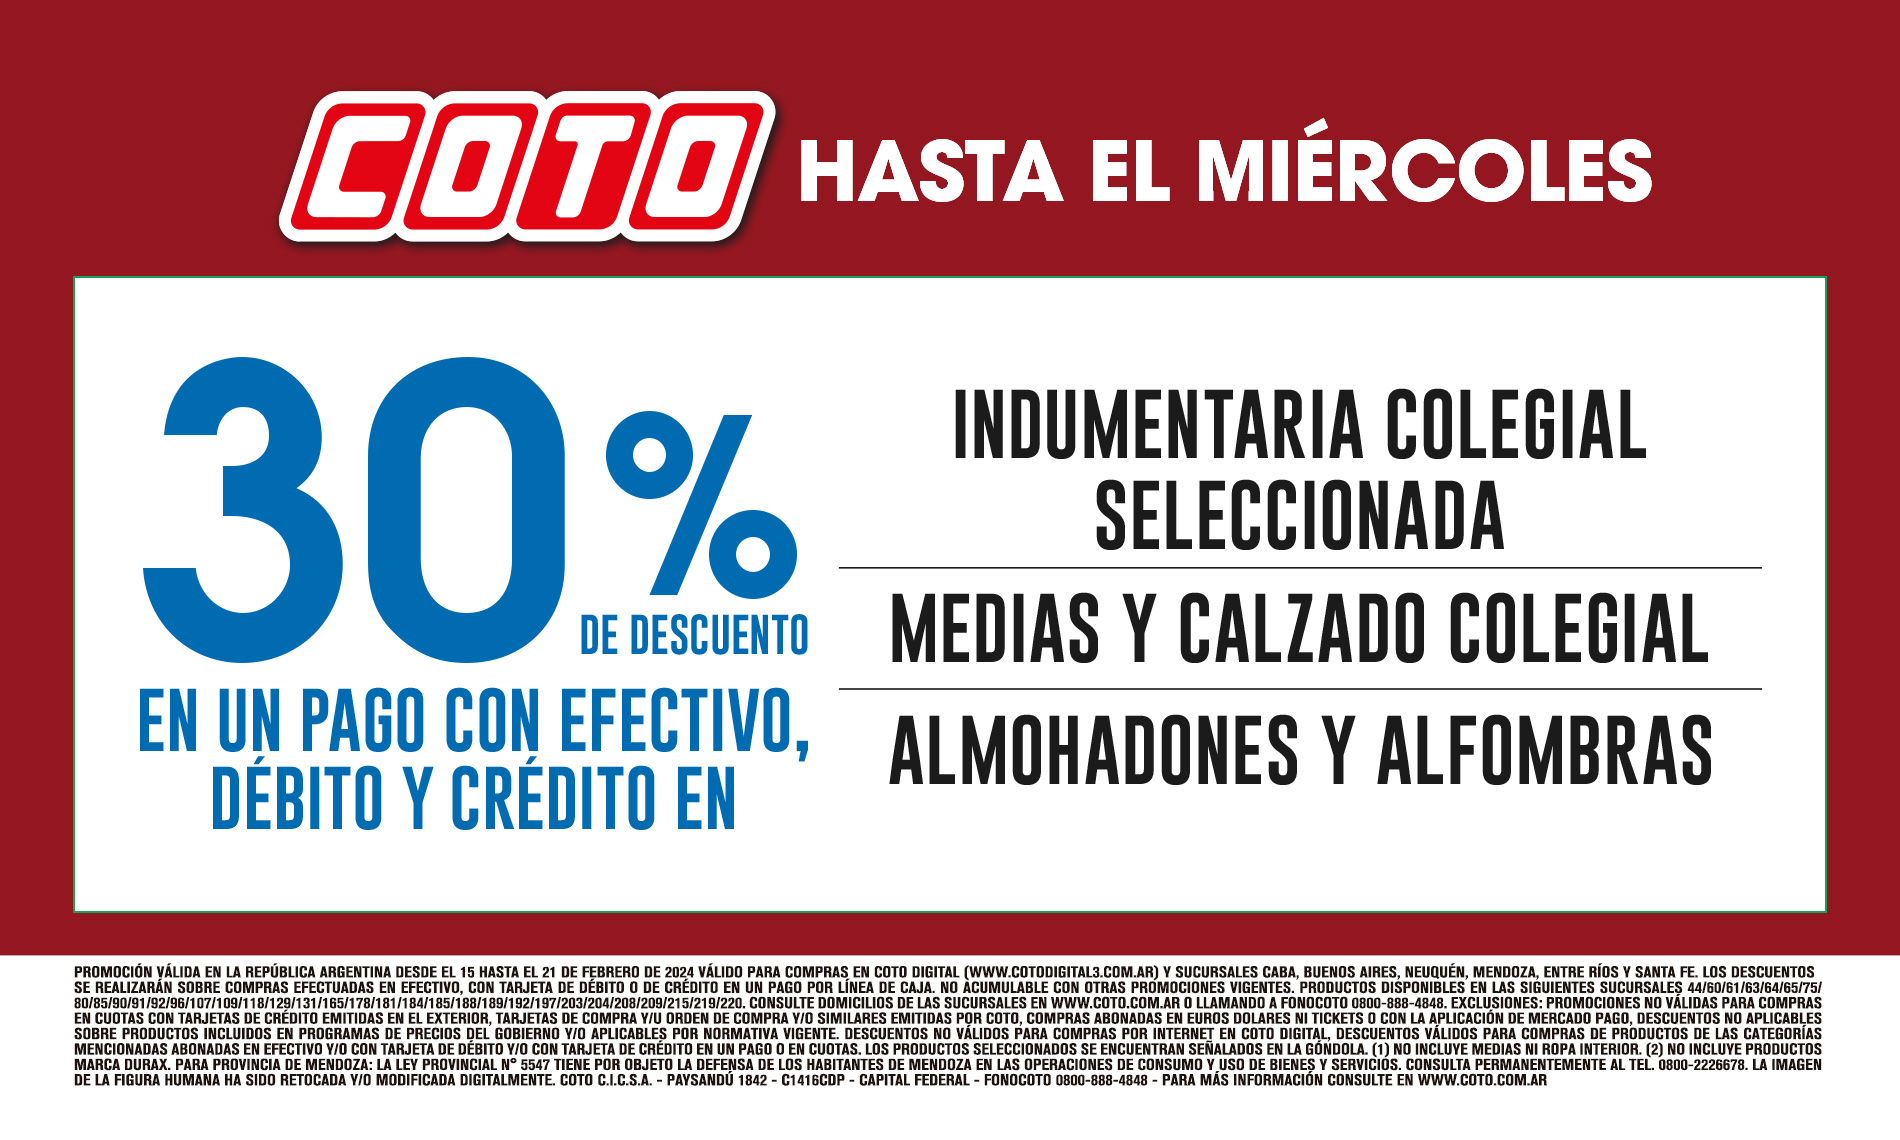 COTO HASTA EL MIÉRCOLES
30%
DE DESCUENTO
EN UN PAGO CON EFECTIVO,
DÉBITO Y CRÉDITO EN
INDUMENTARIA COLEGIAL
SELECCIONADA
MEDIAS Y CALZADO COLEGIAL
ALMOHADONES Y ALFOMBRAS
PROMOCIÓN VÁLIDA EN LA REPÚBLICA ARGENTINA DESDE EL 15 HASTA EL 21 DE FEBRERO DE 2024 VÁLIDO PARA COMPRAS EN COTO DIGITAL (WWW.COTODIGITAL3.COM.AR) Y SUCURSALES CABA, BUENOS AIRES, NEUQUÉN, MENDOZA, ENTRE RÍOS Y SANTA FE. LOS DESCUENTOS
SE REALIZARÁN SOBRE COMPRAS EFECTUADAS EN EFECTIVO, CON TARJETA DE DÉBITO O DE CRÉDITO EN UN PAGO POR LÍNEA DE CAJA. NO ACUMULABLE CON OTRAS PROMOCIONES VIGENTES. PRODUCTOS DISPONIBLES EN LAS SIGUIENTES SUCURSALES 44/60/61/63/64/65/75/
80/85/90/91/92/96/107/109/118/129/131/165/178/181/184/185/188/189/192/197/203/204/208/209/215/219/220. CONSULTE DOMICILIOS DE LAS SUCURSALES EN WWW.COTO.COM.AR O LLAMANDO A FONOCOTO 0800-888-4848. EXCLUSIONES: PROMOCIONES NO VÁLIDAS PARA COMPRAS
EN CUOTAS CON TARJETAS DE CRÉDITO EMITIDAS EN EL EXTERIOR, TARJETAS DE COMPRA Y/U ORDEN DE COMPRA Y/O SIMILARES EMITIDAS POR COTO, COMPRAS ABONADAS EN EUROS DOLARES NI TICKETS O CON LA APLICACIÓN DE MERCADO PAGO, DESCUENTOS NO APLICABLES
SOBRE PRODUCTOS INCLUIDOS EN PROGRAMAS DE PRECIOS DEL GOBIERNO Y/O APLICABLES POR NORMATIVA VIGENTE. DESCUENTOS NO VÁLIDOS PARA COMPRAS POR INTERNET EN COTO DIGITAL, DESCUENTOS VÁLIDOS PARA COMPRAS DE PRODUCTOS DE LAS CATEGORÍAS
MENCIONADAS ABONADAS EN EFECTIVO Y/O CON TARJETA DE DÉBITO Y/O CON TARJETA DE CRÉDITO EN UN PAGO O EN CUOTAS. LOS PRODUCTOS SELECCIONADOS SE ENCUENTRAN SEÑALADOS EN LA GÓNDOLA. (1) NO INCLUYE MEDIAS NI ROPA INTERIOR. (2) NO INCLUYE PRODUCTOS
MARCA DURAX. PARA PROVINCIA DE MENDOZA: LA LEY PROVINCIAL Nº 5547 TIENE POR OBJETO LA DEFENSA DE LOS HABITANTES DE MENDOZA EN LAS OPERACIONES DE CONSUMO Y USO DE BIENES Y SERVICIOS. CONSULTA PERMANENTEMENTE AL TEL. 0800-2226678. LA IMAGEN
DE LA FIGURA HUMANA HA SIDO RETOCADA Y/O MODIFICADA DIGITALMENTE. COTO C.I.C.S.A. - PAYSANDÚ 1842 - C1416CDP - CAPITAL FEDERAL - FONOCOTO 0800-888-4848 - PARA MÁS INFORMACIÓN CONSULTE EN WWW.COTO.COM.AR